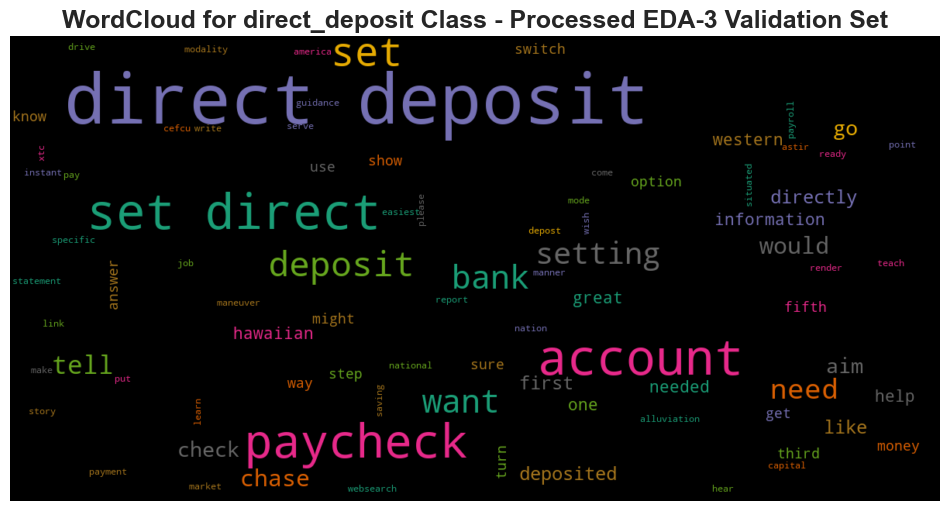 WordCloud for direct_deposit Class - Processed EDA-3 Validation Set
drive
modality
america
set
switch
direct deposit
guidance
know
cefcu
write
serve
payroll
go
western
astir
point
ready
xtc
instant
pay
use
show
come
option
situated
directly
set direct
easiest
please
mode
wish
information
specific
depost
setting
would
deposit
bank
manner
render
teach
job
statement
answer
maneuver
report
great
fifth
link
might
hawaiian
nation
account
tell
make
put
step
national
sure
way
first
needed
need
aim
help
story
learn
saving
want
one
get
alluviation
like
paycheck
check
turn
third
money
capital
payment
chase
deposited
market
websearch
hear